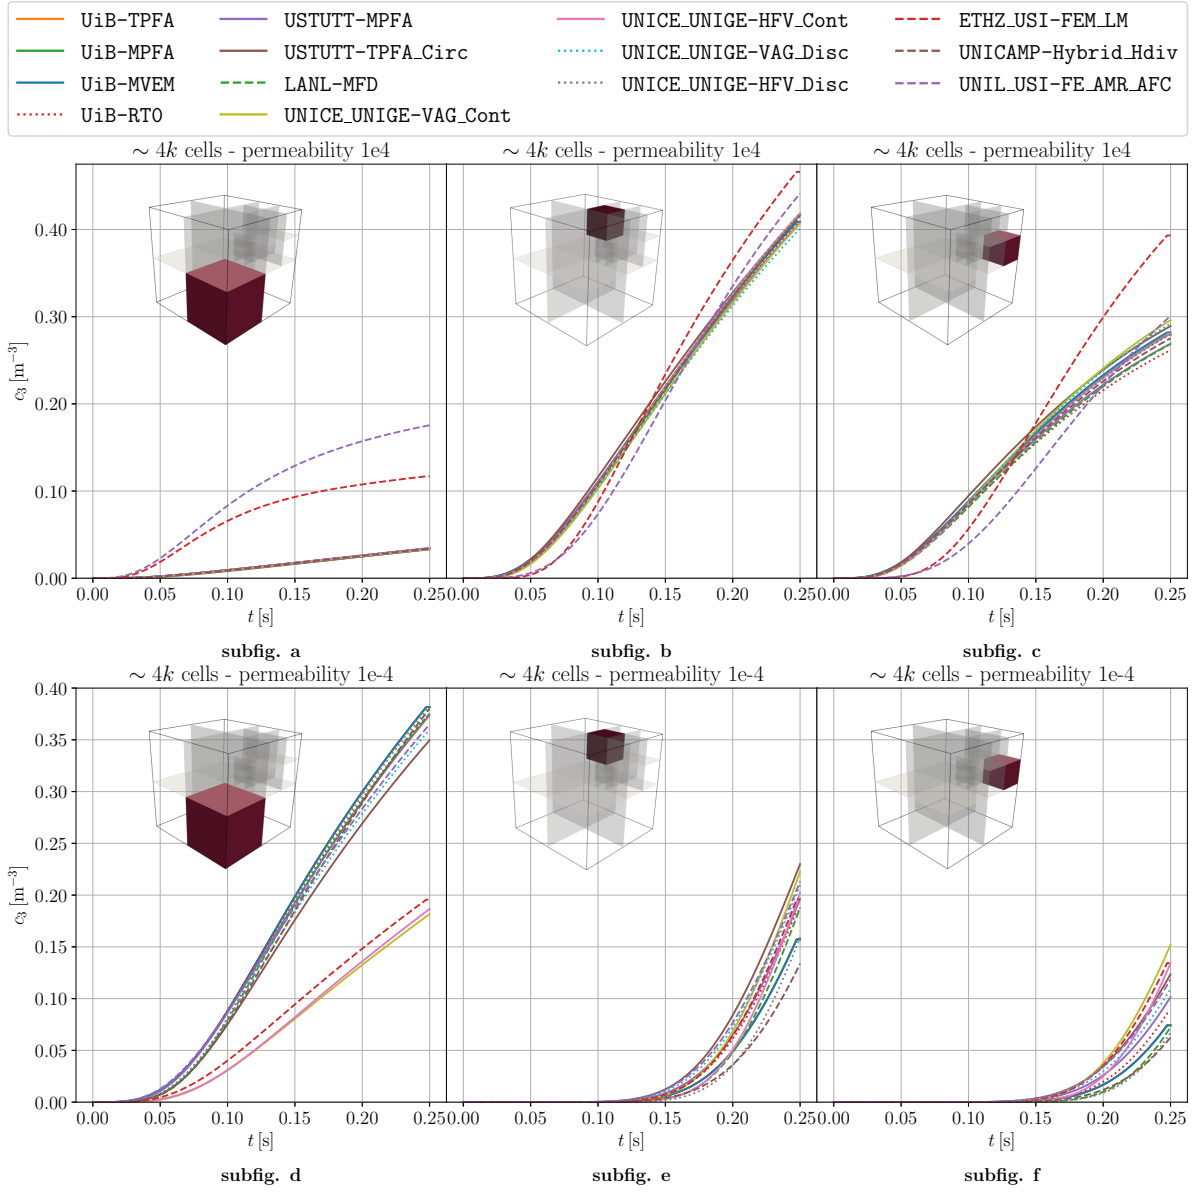 UiB-TPFA USTUTT-MPFA UNICE_UNIGE-HFV_Cont ETHZ_USI-FEM_LM
UiB-MPFA USTUTT-TPFA_Circ UNICE_UNIGE-VAG_Disc UNICAMP-Hybrid_Hdiv
UiB-MVEM LANL-MFD UNICE_UNIGE-HFV_Disc UNIL_USI-FE_AMR_AFC
UiB-RT0 UNICE_UNIGE-VAG_Cont
∼ 4k cells - permeability 1e4 ∼ 4k cells - permeability 1e4 ∼ 4k cells - permeability 1e4
0.40
0.30
0.20
0.10
0.00
c₃ [m⁻³]
0.00 0.05 0.10 0.15 0.20 0.25 0.00 0.05 0.10 0.15 0.20 0.25 0.00 0.05 0.10 0.15 0.20 0.25
t [s] t [s] t [s]
subfig. a subfig. b subfig. c
∼ 4k cells - permeability 1e-4 ∼ 4k cells - permeability 1e-4 ∼ 4k cells - permeability 1e-4
0.40
0.35
0.30
0.25
0.20
0.15
0.10
0.05
0.00
c₃ [m⁻³]
0.00 0.05 0.10 0.15 0.20 0.25 0.00 0.05 0.10 0.15 0.20 0.25 0.00 0.05 0.10 0.15 0.20 0.25
t [s] t [s] t [s]
subfig. d subfig. e subfig. f